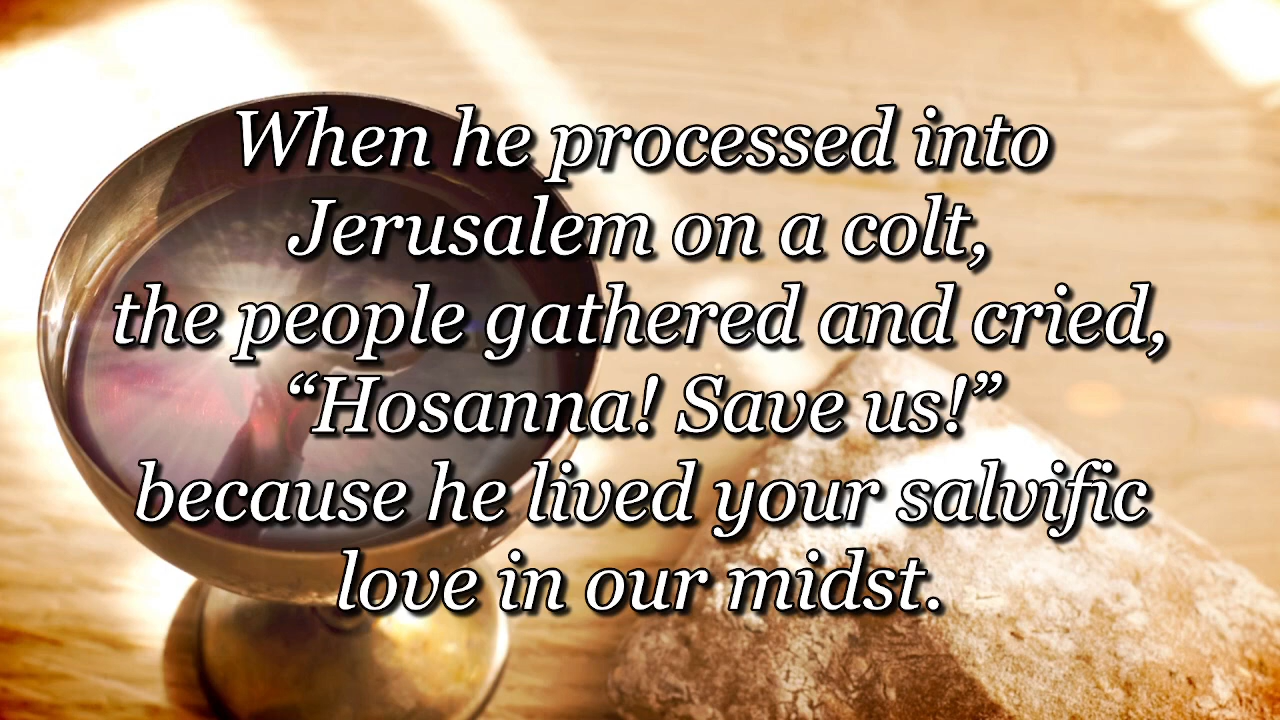 When he processed into
Jerusalem on a colt,
the people gathered and cried,
“Hosanna! Save us!”
because he lived your salvific
love in our midst.